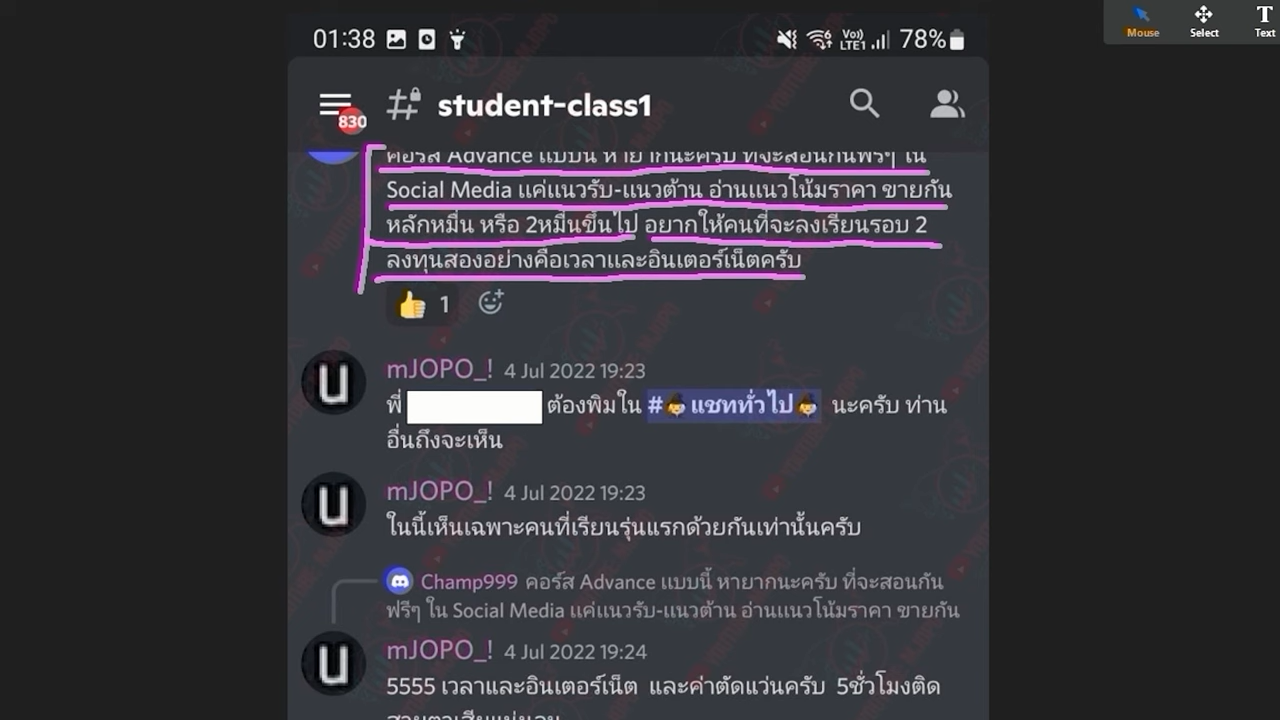 01:38
Vo))
LTE1
78%
Mouse
Select
Text
830
student-class1
คอร์ส Advance แบบนี้ หายากนะครับ ที่จะสอนกันฟรีๆ ใน
Social Media แค่แนวรับ-แนวต้าน อ่านแนวโน้มราคา ขายกัน
หลักหมื่น หรือ 2หมื่นขึ้นไป อยากให้คนที่จะลงเรียนรอบ 2
ลงทุนสองอย่างคือเวลาและอินเตอร์เน็ตครับ
1
mJOPO_! 4 Jul 2022 19:23
พี่ ต้องพิมใน # แชททั่วไป นะครับ ท่าน
อื่นถึงจะเห็น
mJOPO_! 4 Jul 2022 19:23
ในนี้เห็นเฉพาะคนที่เรียนรุ่นแรกด้วยกันเท่านั้นครับ
Champ999 คอร์ส Advance แบบนี้ หายากนะครับ ที่จะสอนกัน
ฟรีๆ ใน Social Media แค่แนวรับ-แนวต้าน อ่านแนวโน้มราคา ขายกัน
mJOPO_! 4 Jul 2022 19:24
5555 เวลาและอินเตอร์เน็ต และค่าตัดแว่นครับ 5ชั่วโมงติด